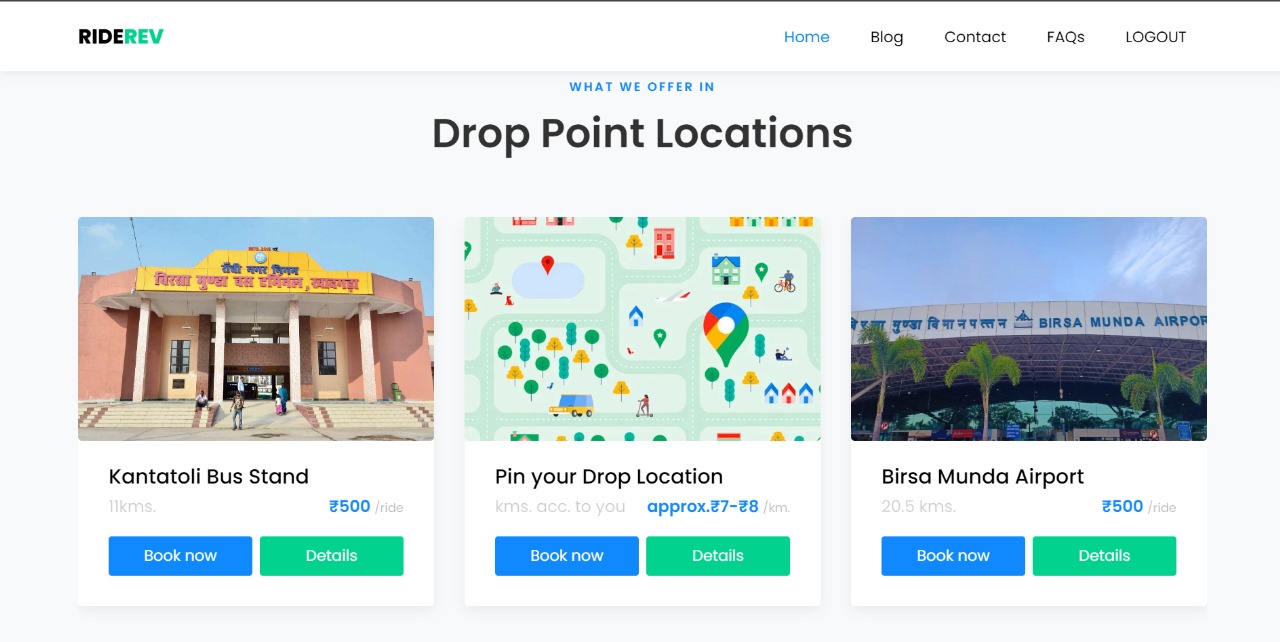 RIDEREV
Home
Blog
Contact
FAQs
LOGOUT
WHAT WE OFFER IN
Drop Point Locations
राँची नगर निगम
बिरसा मुण्डा बस टर्मिनल, खादगढ़ा
बिरसा मुण्डा विमानपत्तन BIRSA MUNDA AIRPOR
Kantatoli Bus Stand
11kms.
₹500 /ride
Book now
Details
Pin your Drop Location
kms. acc. to you
approx.₹7-₹8 /km.
Book now
Details
Birsa Munda Airport
20.5 kms.
₹500 /ride
Book now
Details